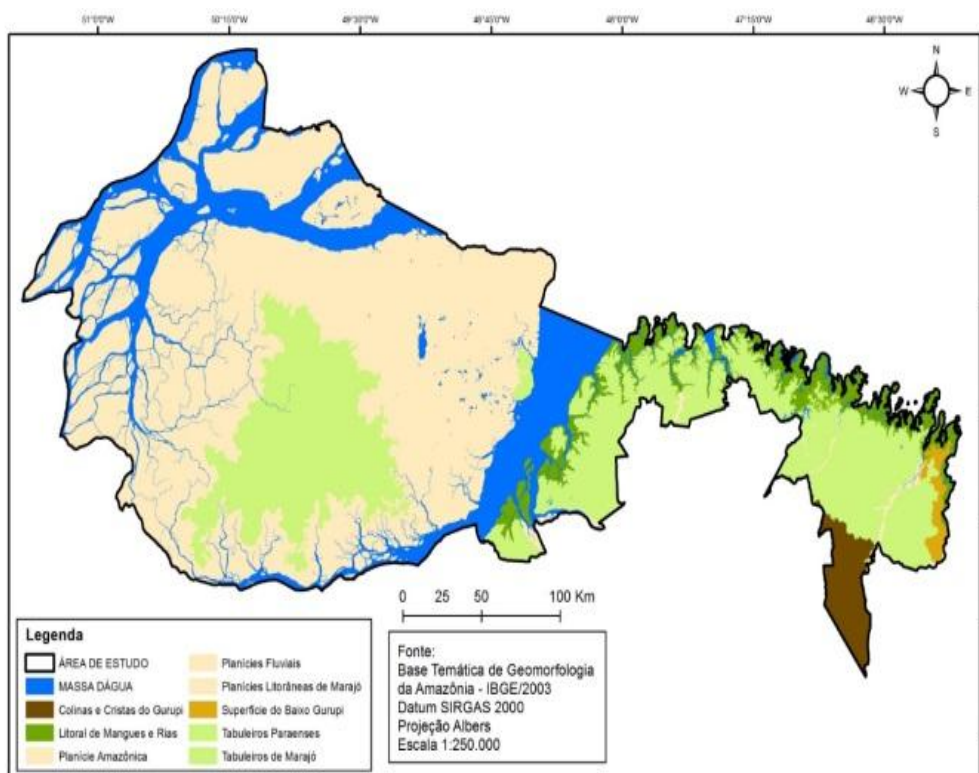 51°0'0"W 50°15'0"W 49°30'0"W 48°45'0"W 48°0'0"W 47°15'0"W 46°30'0"W
N
W E
S
0 25 50 100 Km
Legenda
ÁREA DE ESTUDO
MASSA DÁGUA
Colinas e Cristas do Gurupi
Litoral de Mangues e Rias
Planície Amazônica
Planícies Fluviais
Planícies Litorâneas de Marajó
Superfície do Baixo Gurupi
Tabuleiros Paraenses
Tabuleiros de Marajó
Fonte:
Base Temática de Geomorfologia
da Amazônia - IBGE/2003
Datum SIRGAS 2000
Projeção Albers
Escala 1:250.000